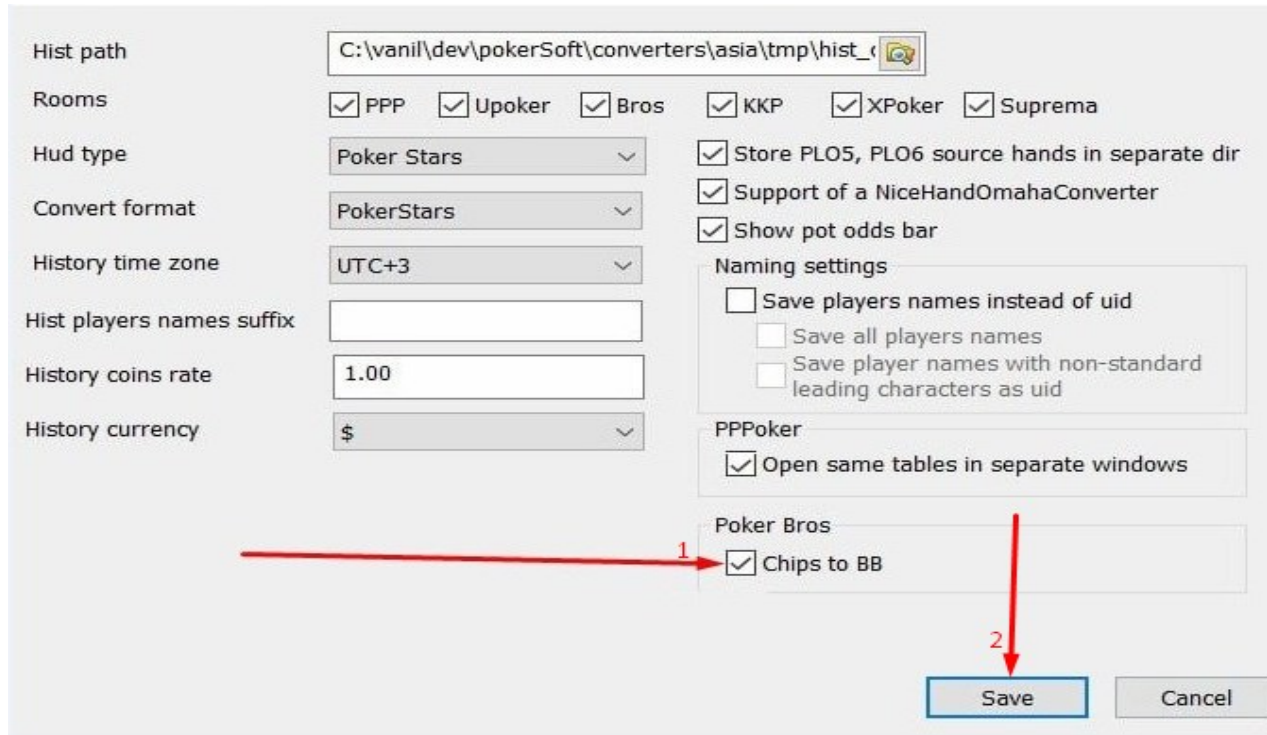 Hist path C:\vanil\dev\pokerSoft\converters\asia\tmp\hist_
Rooms PPP Upoker Bros KKP XPoker Suprema
Hud type Poker Stars
Convert format PokerStars
History time zone UTC+3
Hist players names suffix
History coins rate 1.00
History currency $
Store PLO5, PLO6 source hands in separate dir
Support of a NiceHandOmahaConverter
Show pot odds bar
Naming settings
Save players names instead of uid
Save all players names
Save player names with non-standard
leading characters as uid
PPPoker
Open same tables in separate windows
Poker Bros
1 Chips to BB
2
Save Cancel